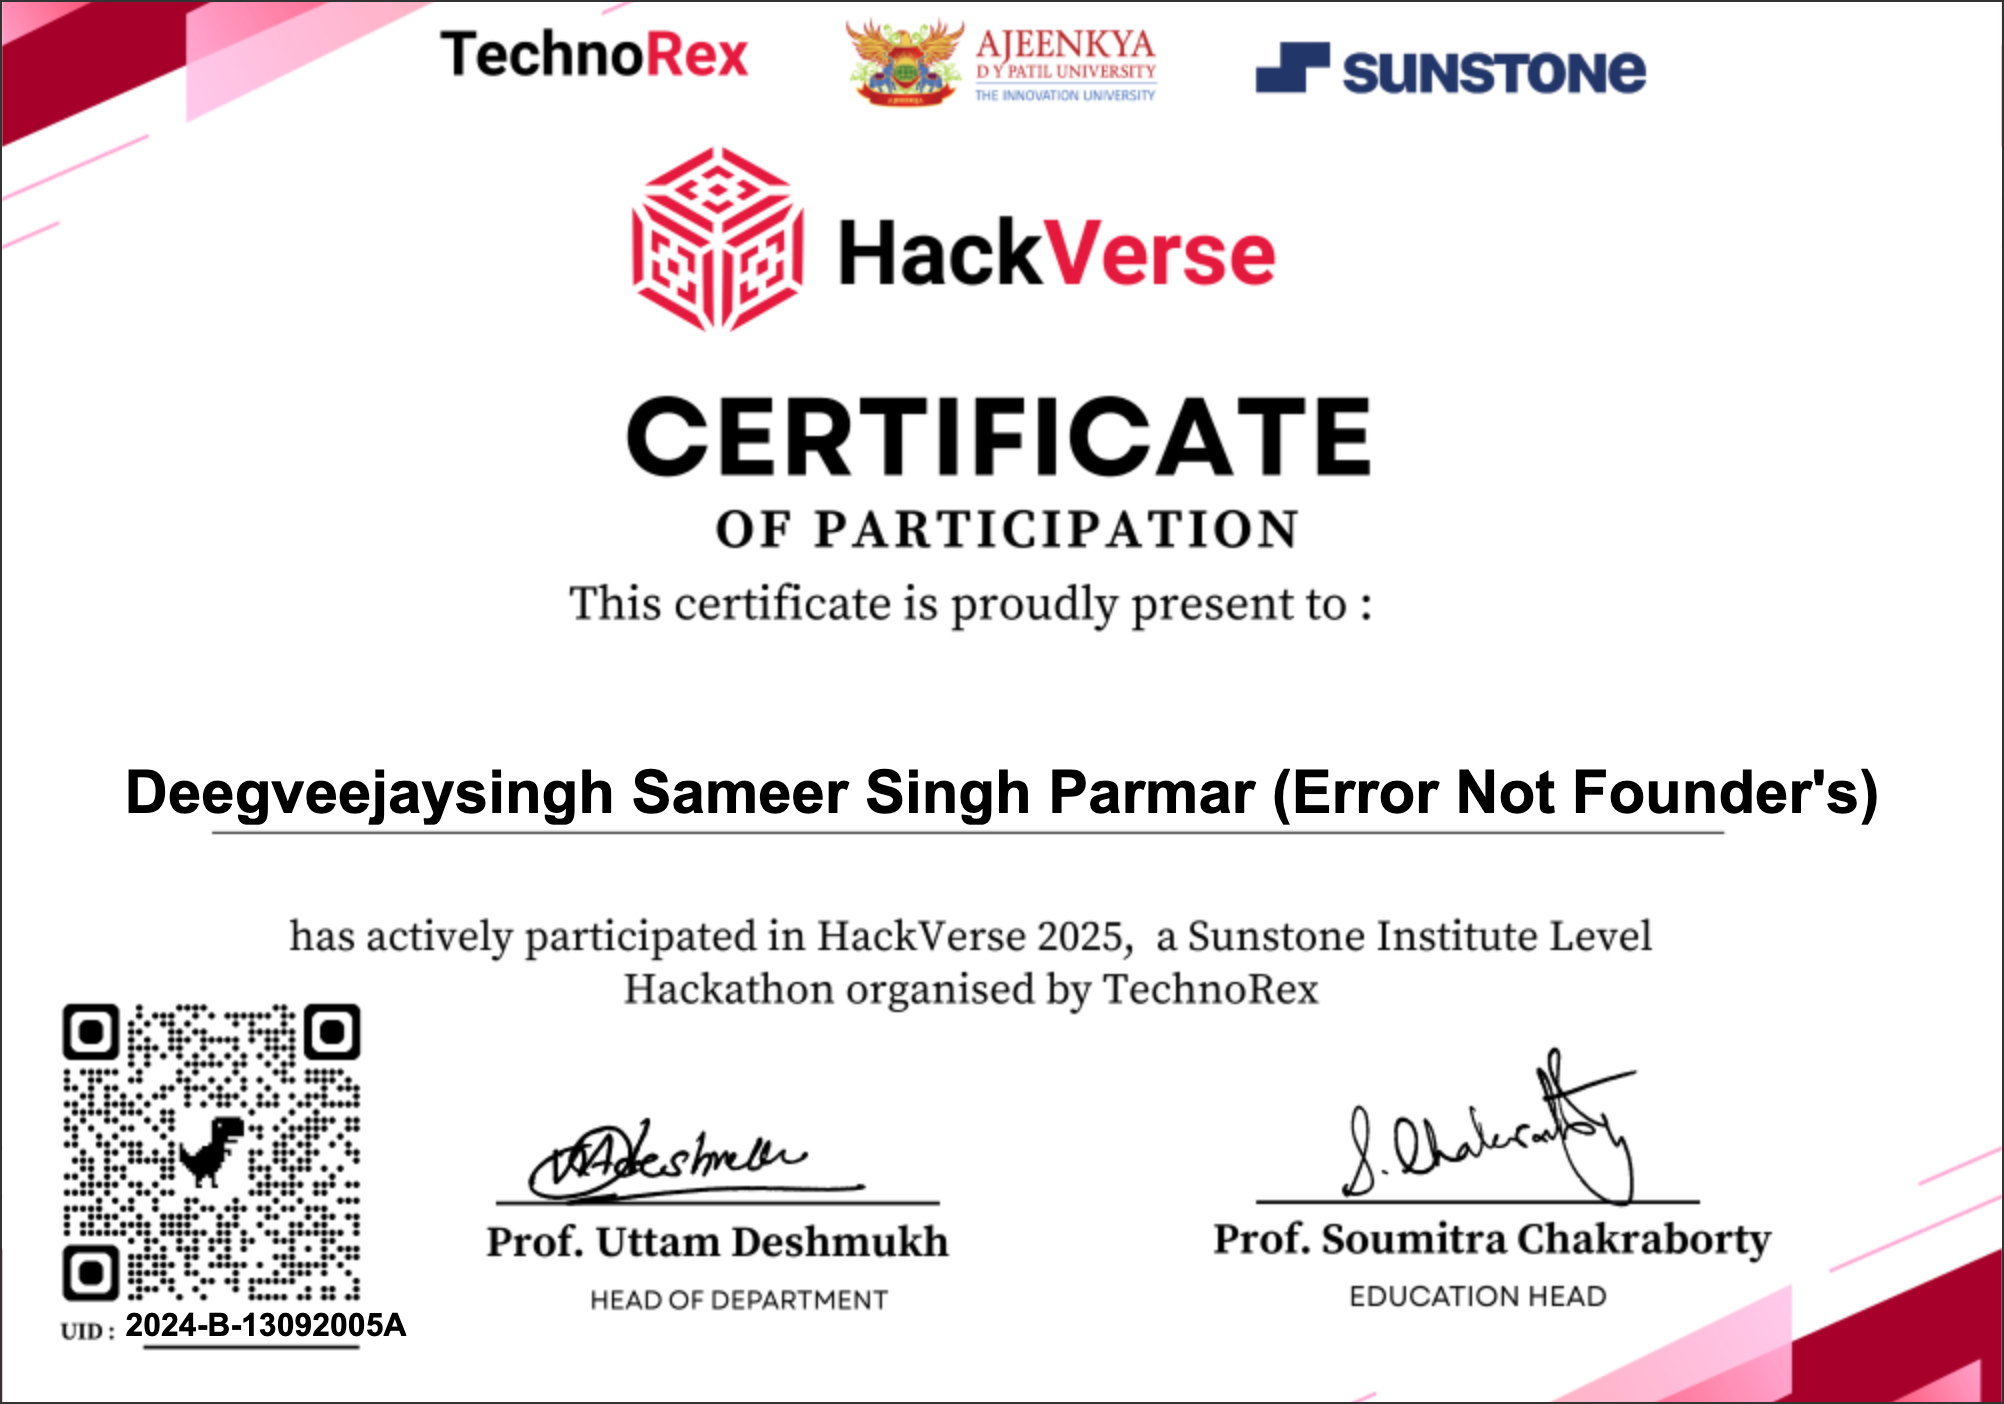 TechnoRex
AJEENKYA
D Y PATIL UNIVERSITY
THE INNOVATION UNIVERSITY
SUNSTONE
HackVerse
CERTIFICATE
OF PARTICIPATION
This certificate is proudly present to :
Deegveejaysingh Sameer Singh Parmar (Error Not Founder's)
has actively participated in HackVerse 2025, a Sunstone Institute Level
Hackathon organised by TechnoRex
Prof. Uttam Deshmukh
HEAD OF DEPARTMENT
S. Chakraborty
Prof. Soumitra Chakraborty
EDUCATION HEAD
UID : 2024-B-13092005A